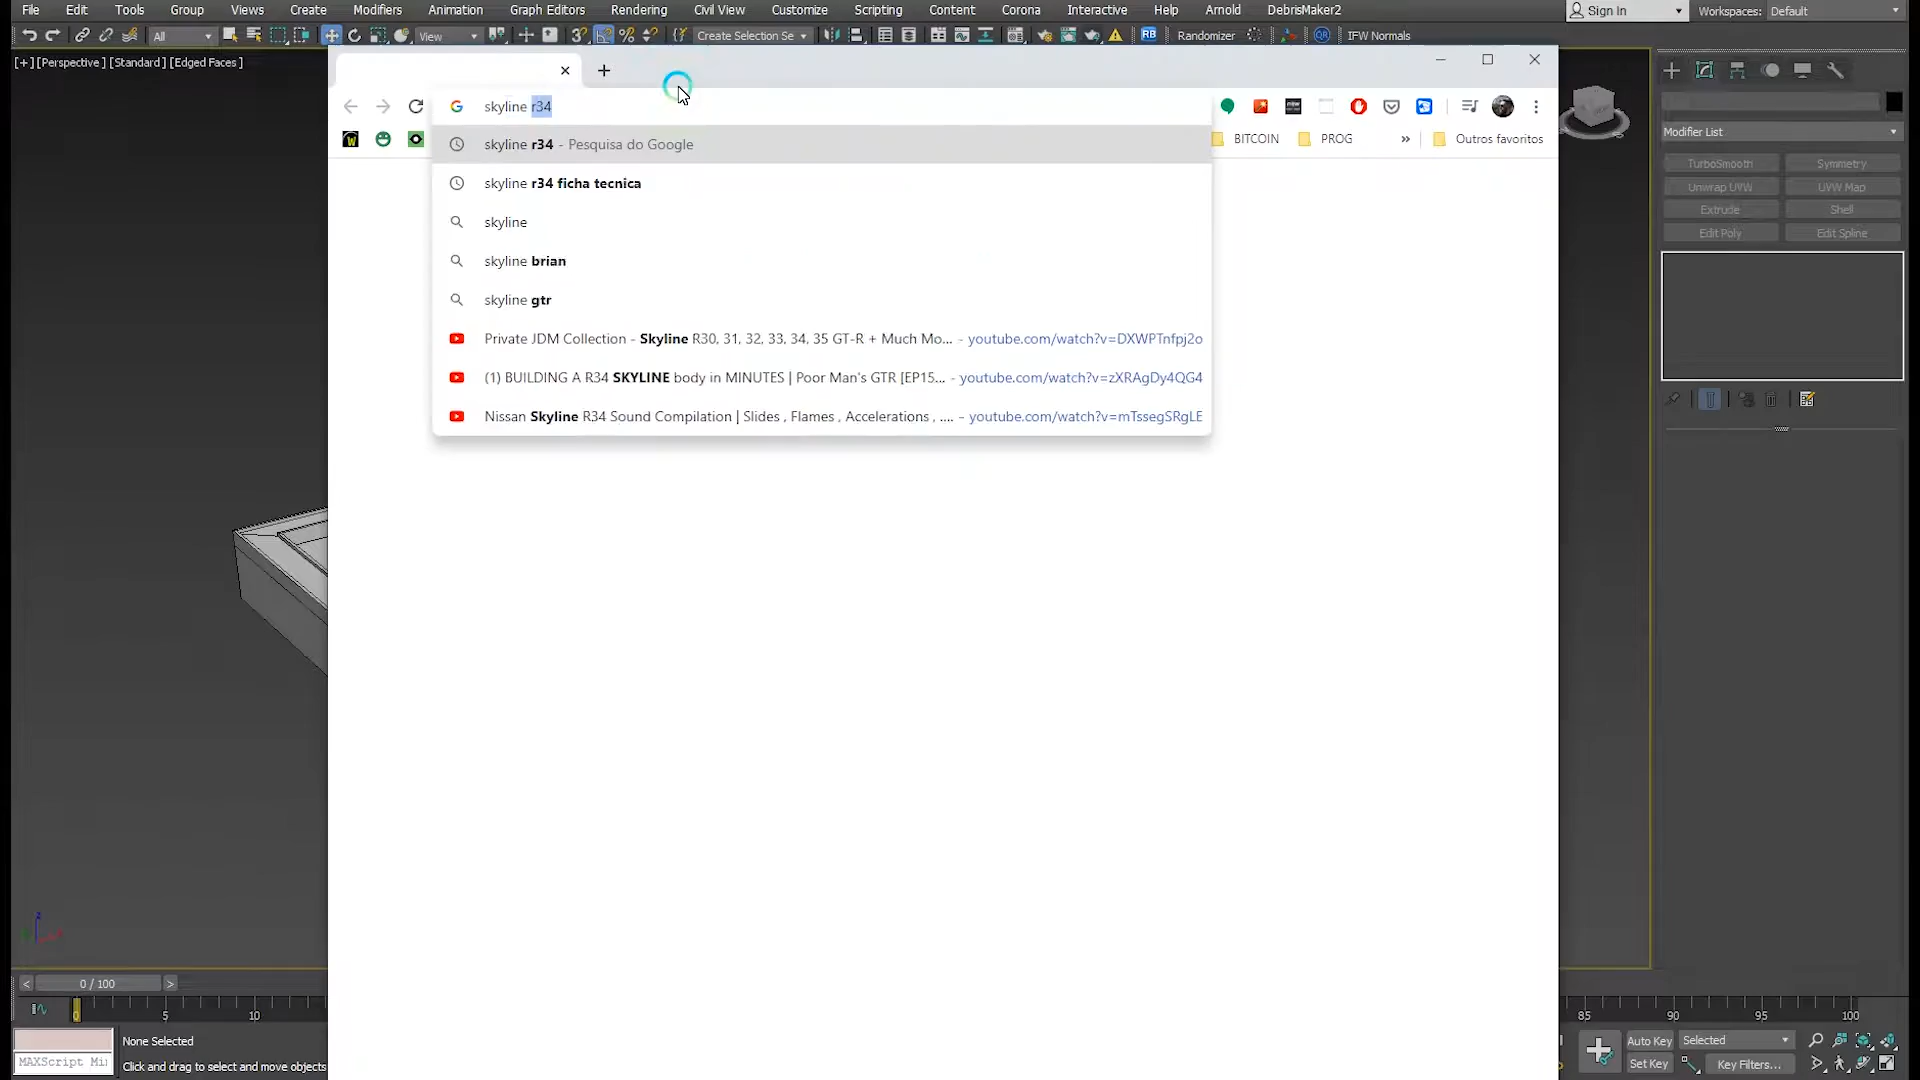 File Edit Tools Group Views Create Modifiers Animation Graph Editors Rendering Civil View Customize Scripting Content Corona Interactive Help Arnold DebrisMaker2 Sign In Workspaces: Default
All View Create Selection Se RB Randomizer QR IFW Normals
[+] [Perspective ] [Standard ] [Edged Faces ]
skyline r34
skyline r34 - Pesquisa do Google
BITCOIN PROG » Outros favoritos
skyline r34 ficha tecnica
skyline
skyline brian
skyline gtr
Private JDM Collection - Skyline R30, 31, 32, 33, 34, 35 GT-R + Much Mo... - youtube.com/watch?v=DXWPTnfpj2o
(1) BUILDING A R34 SKYLINE body in MINUTES | Poor Man's GTR [EP15... - youtube.com/watch?v=zXRAgDy4QG4
Nissan Skyline R34 Sound Compilation | Slides , Flames , Accelerations , .... - youtube.com/watch?v=mTssegSRgLE
Modifier List
TurboSmooth Symmetry
Unwrap UVW UVW Map
Extrude Shell
Edit Poly Edit Spline
z
< 0 / 100 >
0 5 10 85 90 95 100
None Selected
MAXScript Mi
Click and drag to select and move objects
Auto Key Selected
Set Key Key Filters...